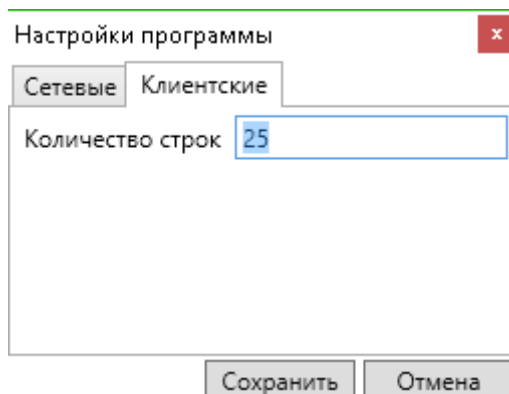 Настройки программы x
Сетевые Клиентские
Количество строк 25
Сохранить Отмена